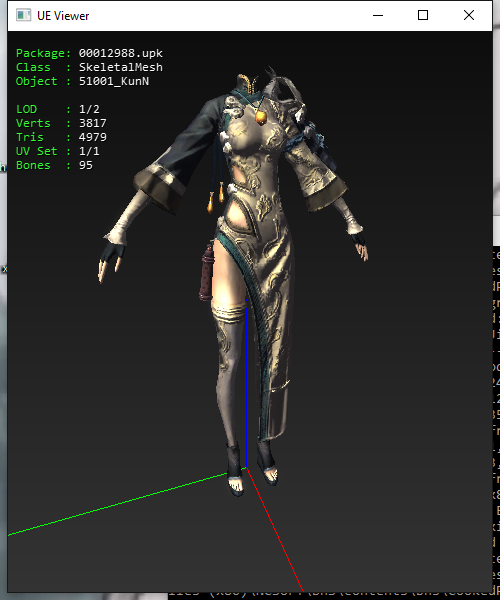 UE Viewer
Package: 00012988.upk
Class : SkeletalMesh
Object : 51001_KunN
LOD : 1/2
Verts : 3817
Tris : 4979
UV Set : 1/1
Bones : 95